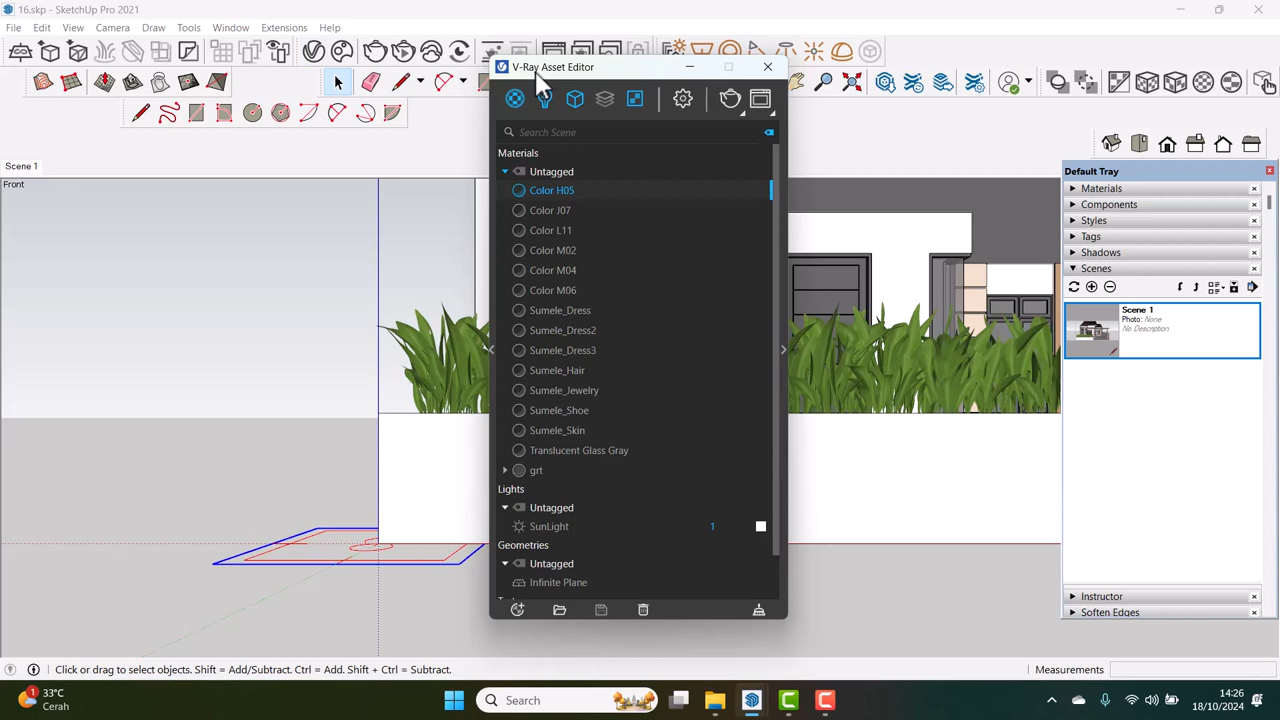 16.skp - SketchUp Pro 2021
File Edit View Camera Draw Tools Window Extensions Help
V-Ray Asset Editor
Search Scene
Scene 1
Front
Materials
Untagged
Color H05
Color J07
Color L11
Color M02
Color M04
Color M06
Sumele_Dress
Sumele_Dress2
Sumele_Dress3
Sumele_Hair
Sumele_Jewelry
Sumele_Shoe
Sumele_Skin
Translucent Glass Gray
grt
Lights
Untagged
SunLight 1
Geometries
Untagged
Infinite Plane
Default Tray
Materials
Components
Styles
Tags
Shadows
Scenes
Scene 1
Photo: None
No Description
Instructor
Soften Edges
Click or drag to select objects. Shift = Add/Subtract. Ctrl = Add. Shift + Ctrl = Subtract.
Measurements
1
33°C
Cerah
Search
14:26
18/10/2024